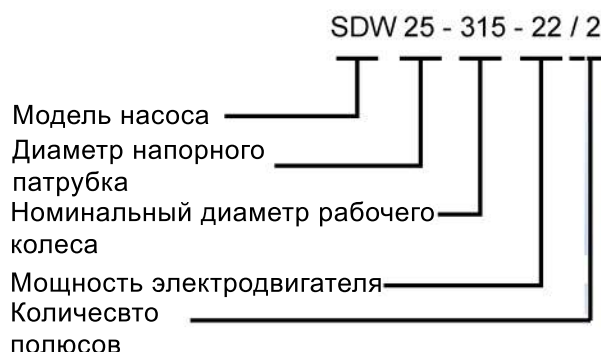 SDW 25 - 315 - 22 / 2
Модель насоса
Диаметр напорного
патрубка
Номинальный диаметр рабочего
колеса
Мощность электродвигателя
Количесвто
полюсов